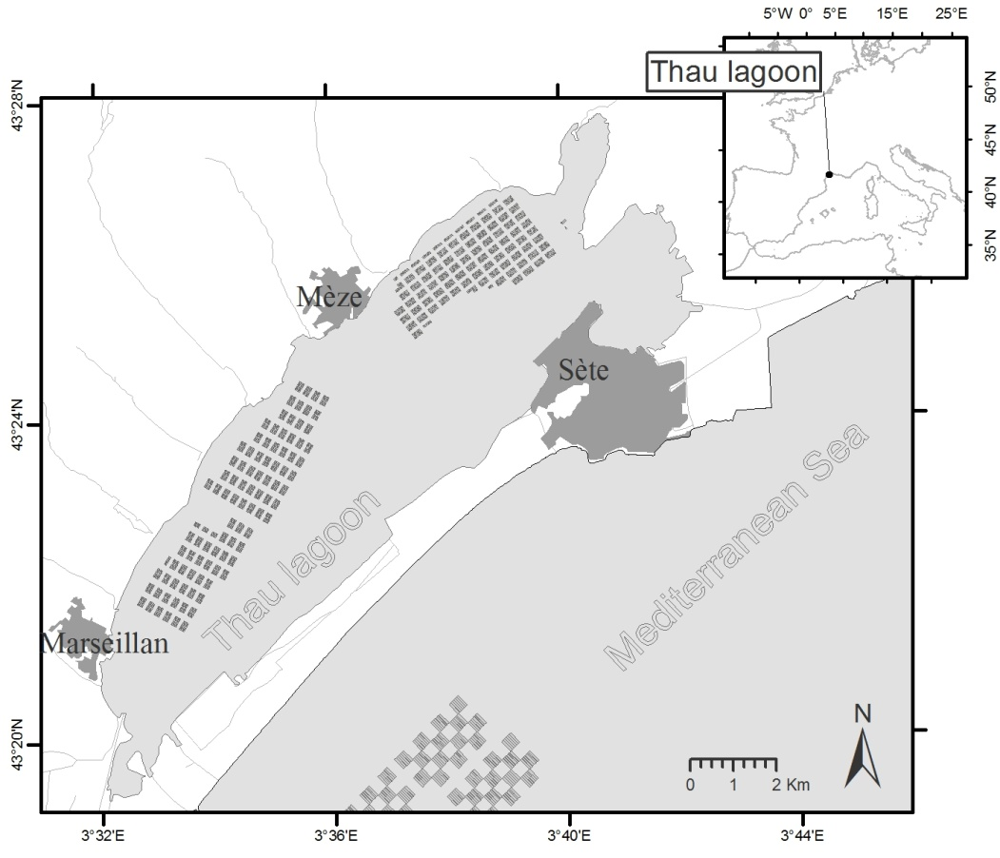 5°W 0° 5°E 15°E 25°E
Thau lagoon
50°N
45°N
40°N
35°N
43°28'N
43°24'N
43°20'N
Mèze
Sète
Marseillan
Thau lagoon
Mediterranean Sea
N
0 1 2 Km
3°32'E 3°36'E 3°40'E 3°44'E